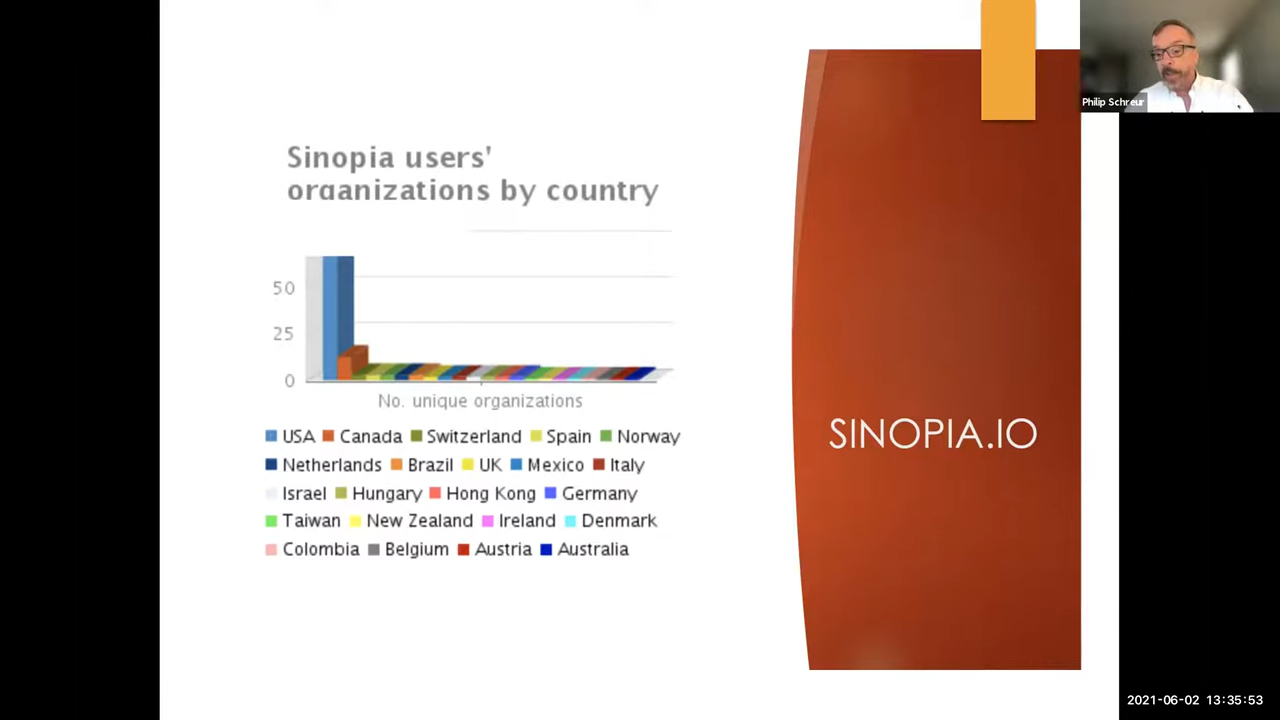 Sinopia users'
organizations by country
50
25
0
No. unique organizations
USA Canada Switzerland Spain Norway
Netherlands Brazil UK Mexico Italy
Israel Hungary Hong Kong Germany
Taiwan New Zealand Ireland Denmark
Colombia Belgium Austria Australia
SINOPIA.IO
Philip Schreur
2021-06-02 13:35:53